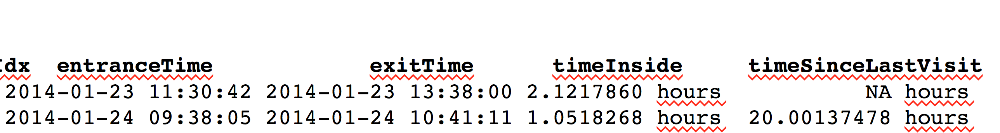 Idx entranceTime exitTime timeInside timeSinceLastVisit
2014-01-23 11:30:42 2014-01-23 13:38:00 2.1217860 hours NA hours
2014-01-24 09:38:05 2014-01-24 10:41:11 1.0518268 hours 20.00137478 hours